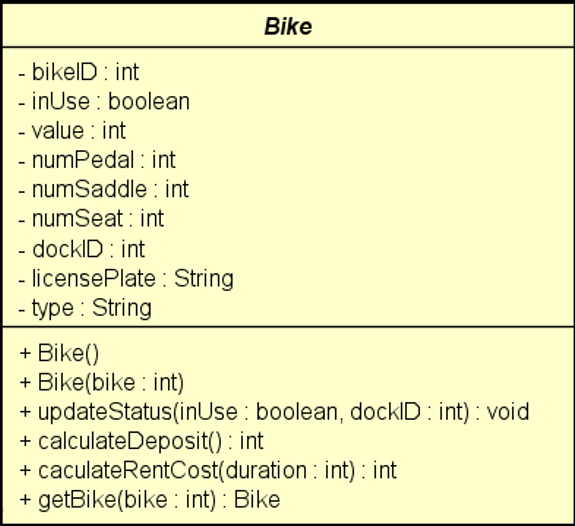 Bike
- bikeID : int
- inUse : boolean
- value : int
- numPedal : int
- numSaddle : int
- numSeat : int
- dockID : int
- licensePlate : String
- type : String
+ Bike()
+ Bike(bike : int)
+ updateStatus(inUse : boolean, dockID : int) : void
+ calculateDeposit() : int
+ caculateRentCost(duration : int) : int
+ getBike(bike : int) : Bike